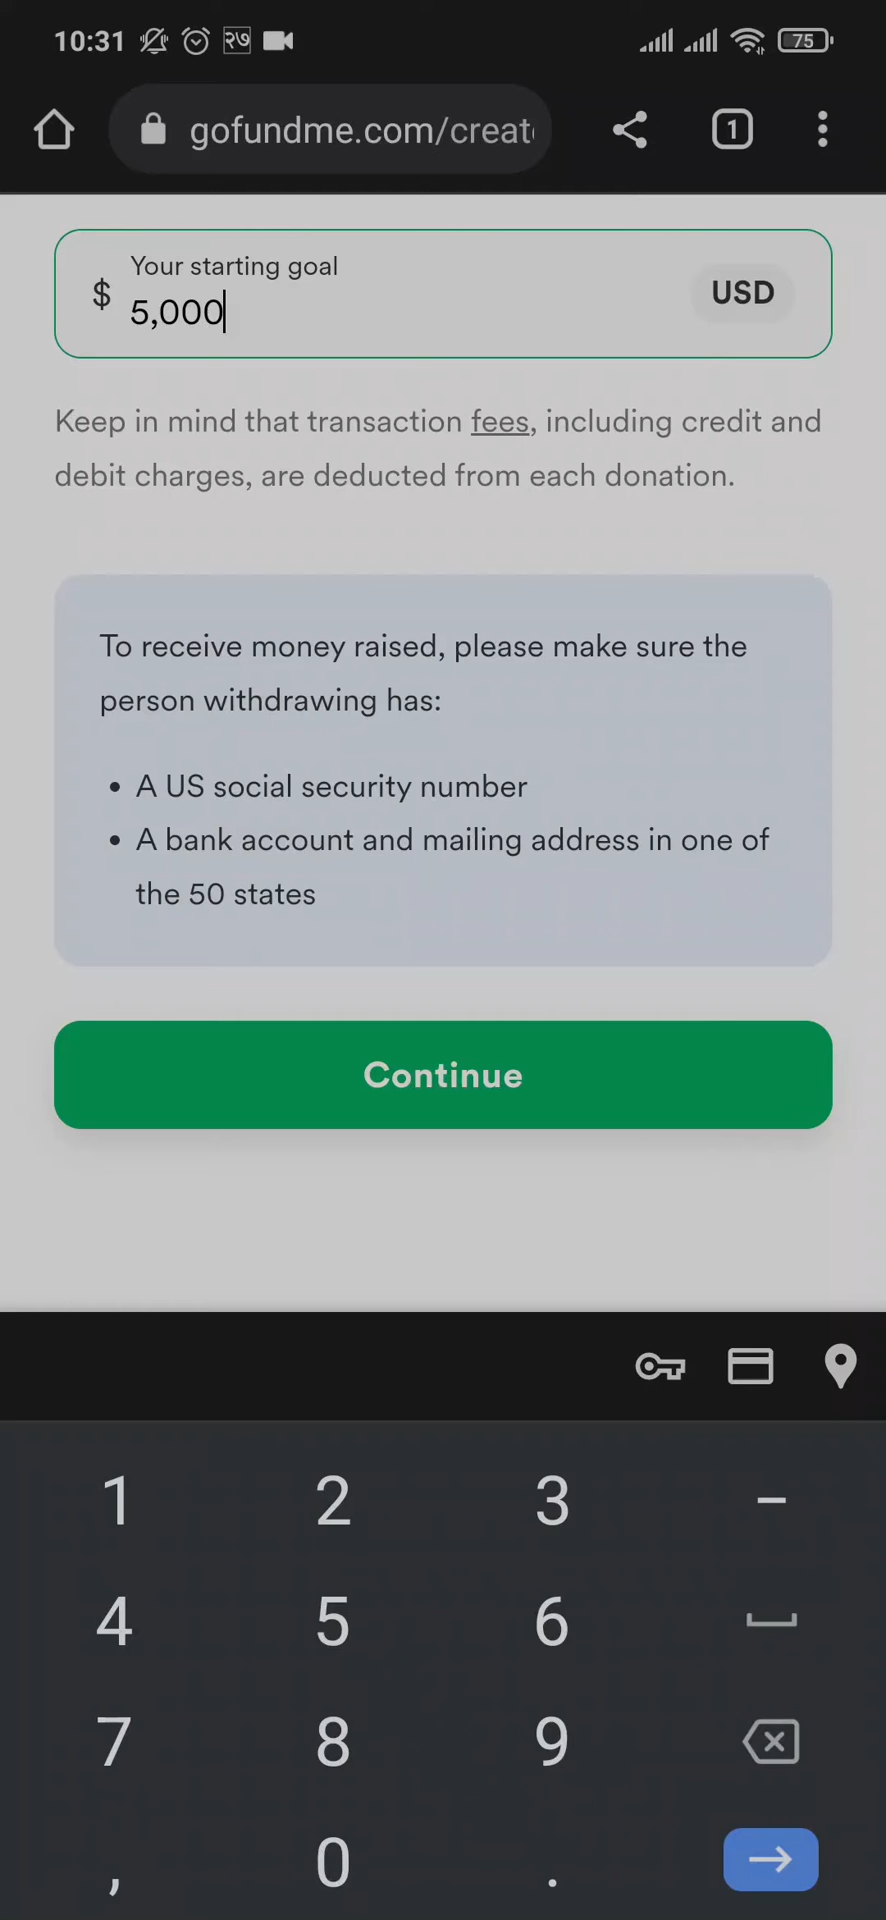 10:31 २७ 75
gofundme.com/creat
1
Your starting goal
$ 5,000 USD
Keep in mind that transaction fees, including credit and
debit charges, are deducted from each donation.
To receive money raised, please make sure the
person withdrawing has:
• A US social security number
• A bank account and mailing address in one of
the 50 states
Continue
1 2 3 –
4 5 6
7 8 9
, 0 .